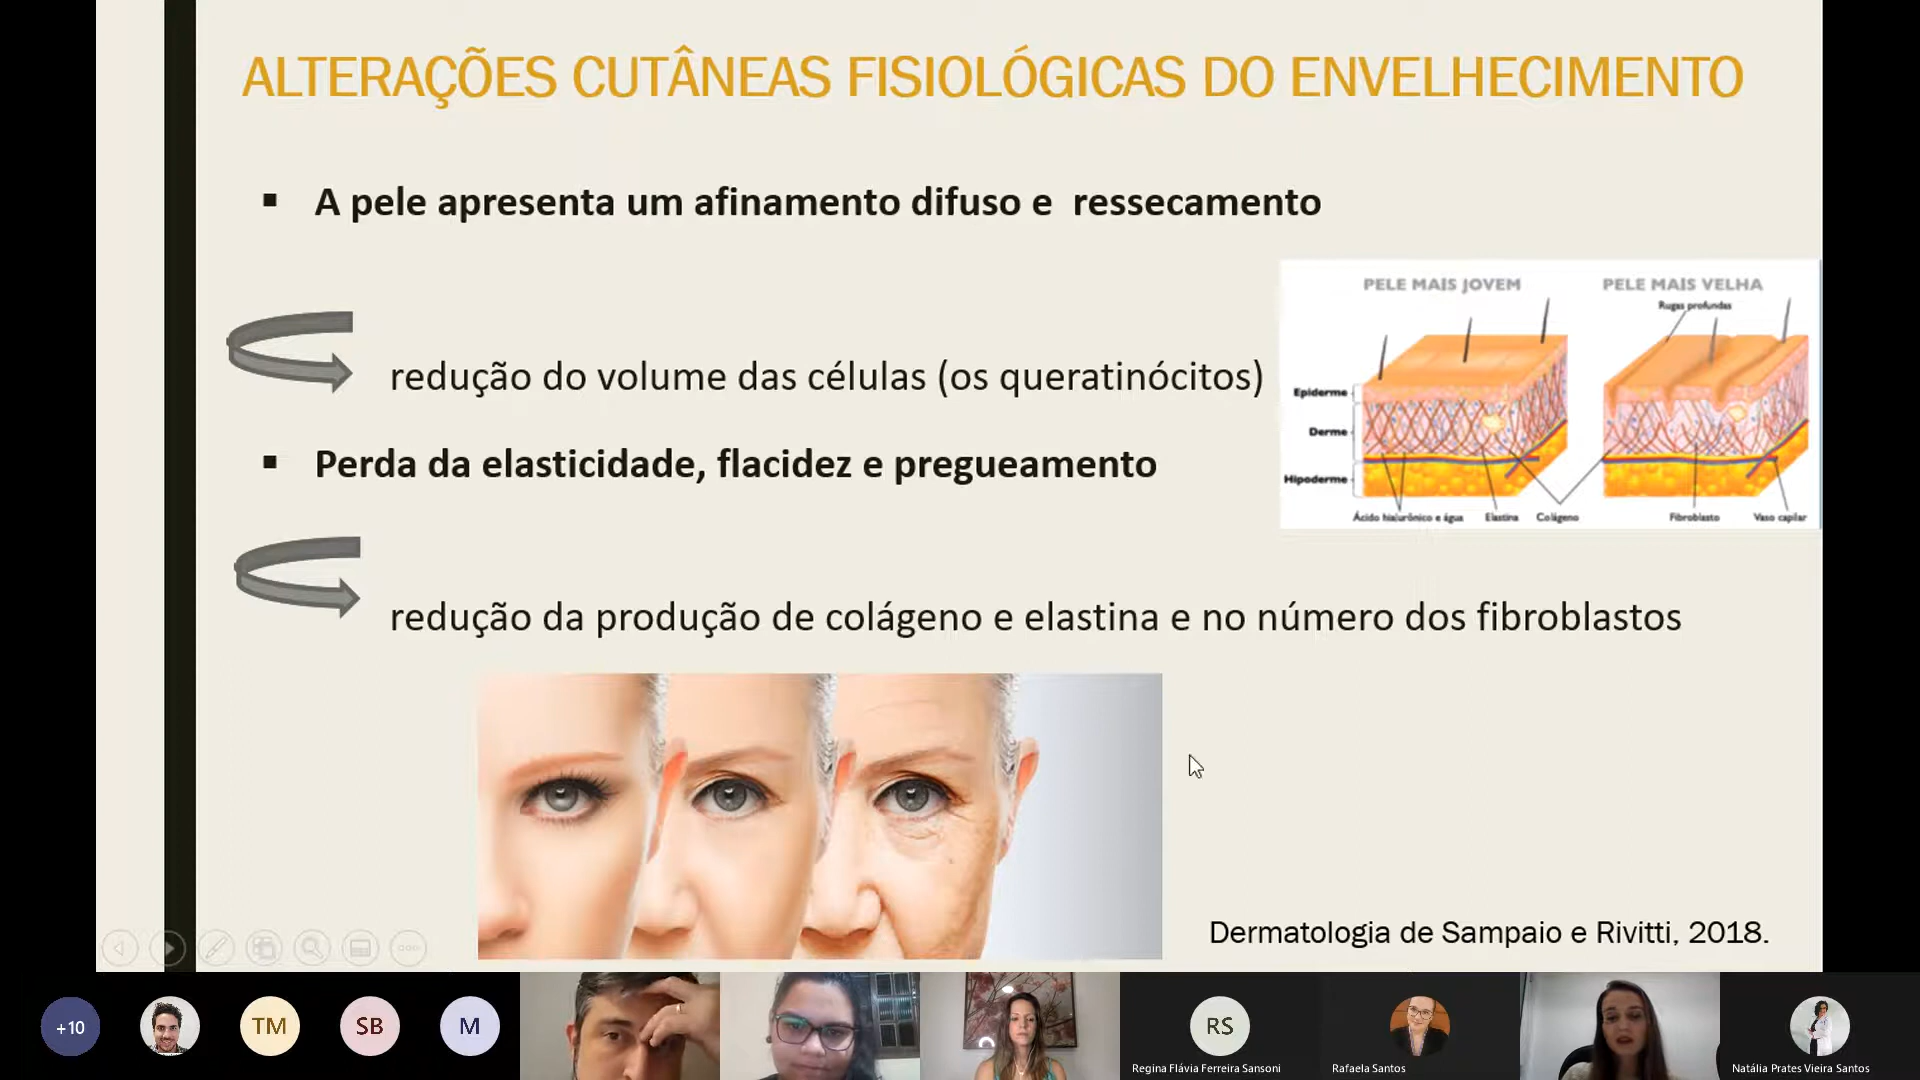 ALTERAÇÕES CUTÂNEAS FISIOLÓGICAS DO ENVELHECIMENTO
A pele apresenta um afinamento difuso e ressecamento
redução do volume das células (os queratinócitos)
PELE MAIS JOVEM
PELE MAIS VELHA
Rugas profundas
Epiderme
Derme
Hipoderme
Ácido hialurônico e água
Elastina
Colágeno
Fibroblasto
Vaso capilar
Perda da elasticidade, flacidez e pregueamento
redução da produção de colágeno e elastina e no número dos fibroblastos
Dermatologia de Sampaio e Rivitti, 2018.
+10
TM
SB
M
RS
Regina Flávia Ferreira Sansoni
Rafaela Santos
Natália Prates Vieira Santos